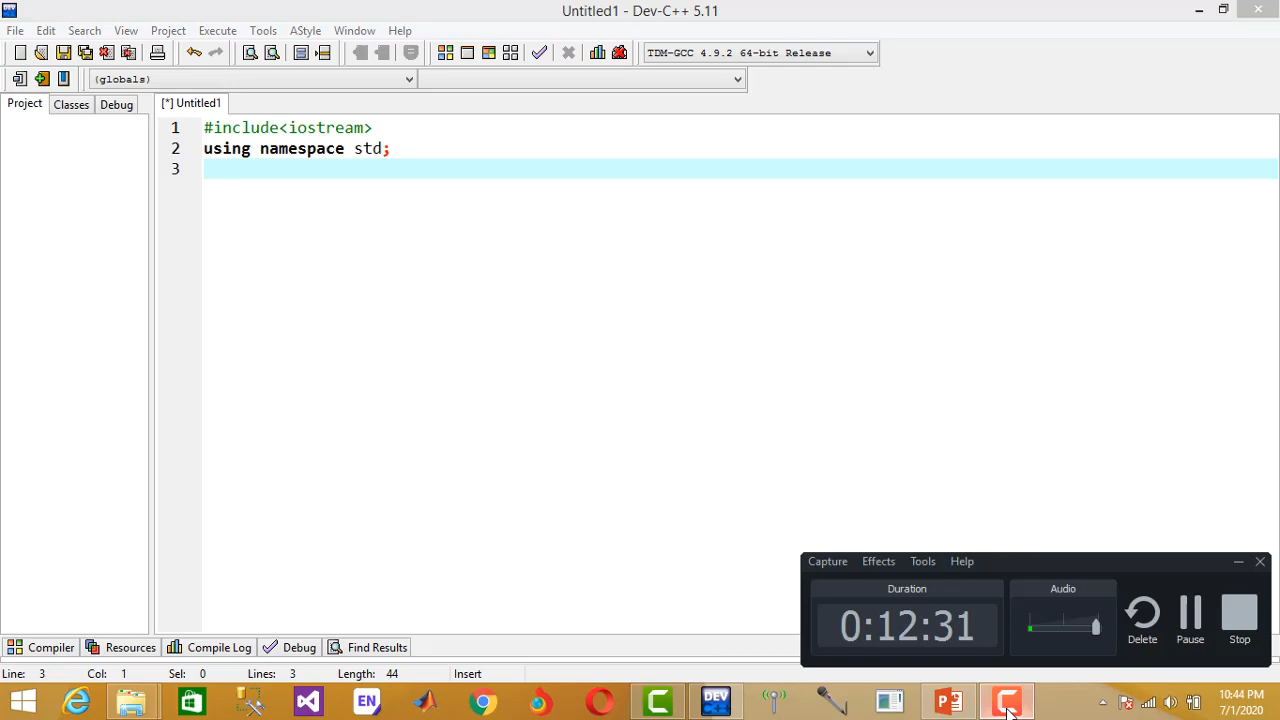 Untitled1 - Dev-C++ 5.11
File Edit Search View Project Execute Tools AStyle Window Help
TDM-GCC 4.9.2 64-bit Release
(globals)
Project Classes Debug [*] Untitled1
1 #include<iostream>
2 using namespace std;
3
Capture Effects Tools Help
Duration Audio
0:12:31
Delete Pause Stop
Compiler Resources Compile Log Debug Find Results
Line: 3 Col: 1 Sel: 0 Lines: 3 Length: 44 Insert
EN DEV C++ P
10:44 PM
7/1/2020